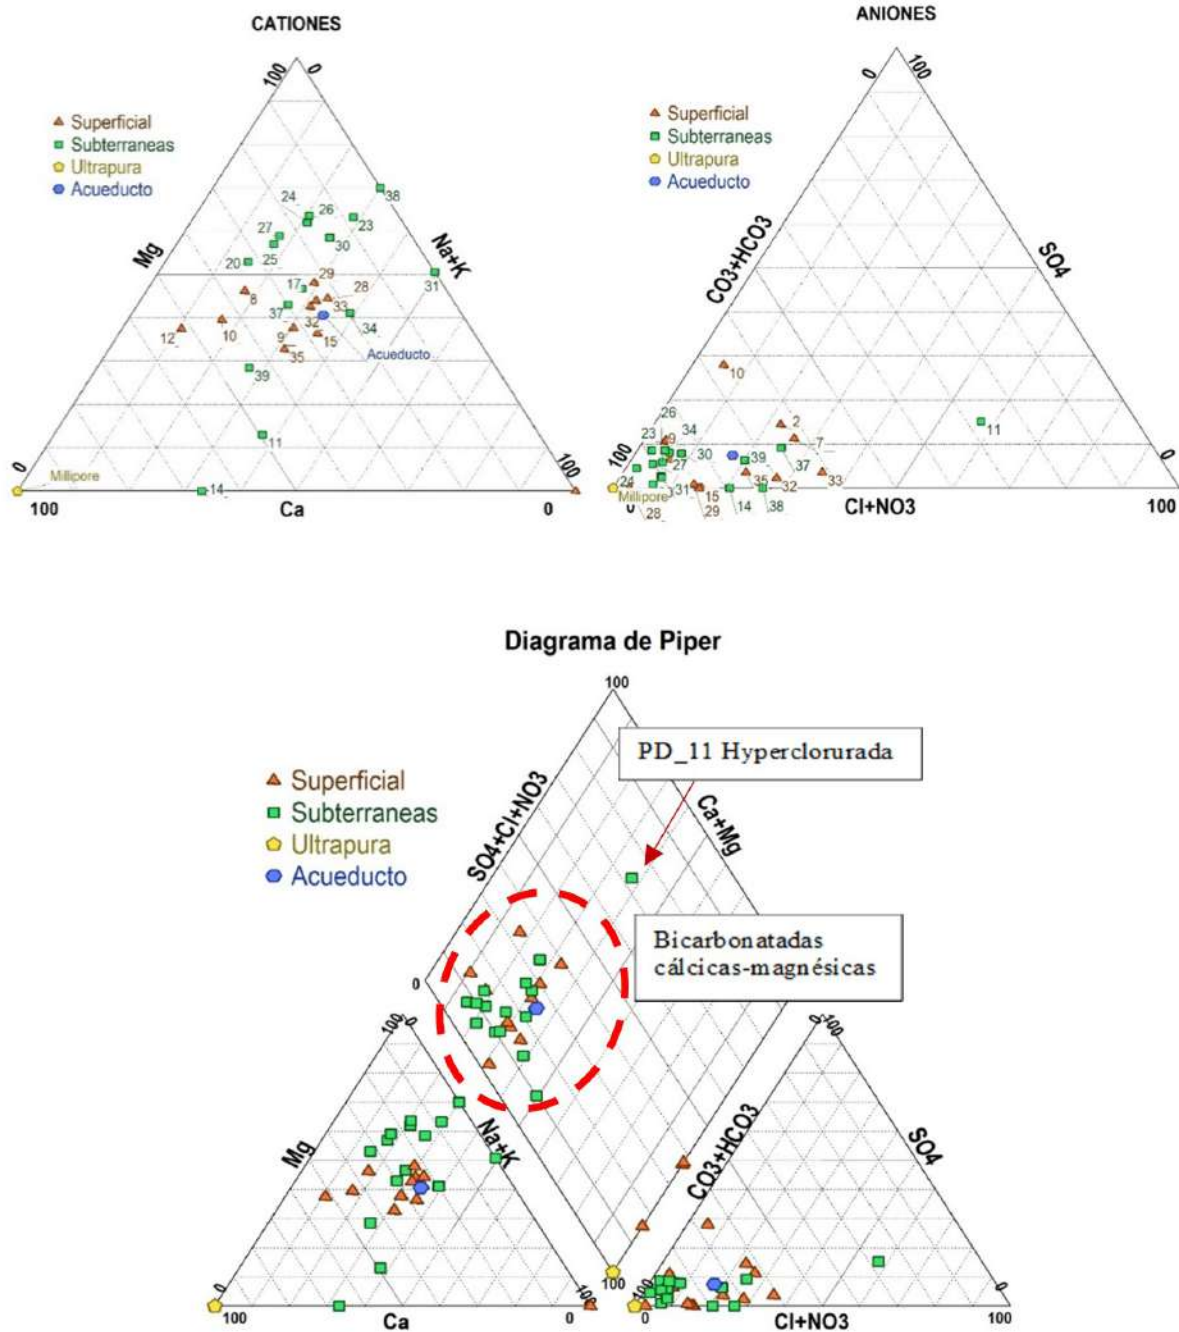 CATIONES
100
0
Superficial
Subterraneas
Ultrapura
Acueducto
Mg
Na+K
38
24
26
23
27
30
25
20
29
17
28
8
33
37
31
32
34
12
10
9
15
35
Acueducto
39
11
Millipore
14
0
100
100
Ca
0
ANIONES
0
100
Superficial
Subterraneas
Ultrapura
Acueducto
CO3+HCO3
SO4
10
26
34
2
11
23
9
7
30
39
37
27
24
35
33
32
Millipore
31
15
28
29
14
38
100
0
0
Cl+NO3
100
Diagrama de Piper
100
PD_11 Hyperclorurada
Superficial
Subterraneas
Ultrapura
Acueducto
SO4+Cl+NO3
Ca+Mg
Bicarbonatadas
cálcicas-magnésicas
0
100
0
0
100
Mg
Na+K
CO3+HCO3
SO4
0
100
100
100
0
100
Ca
0
0
Cl+NO3
100